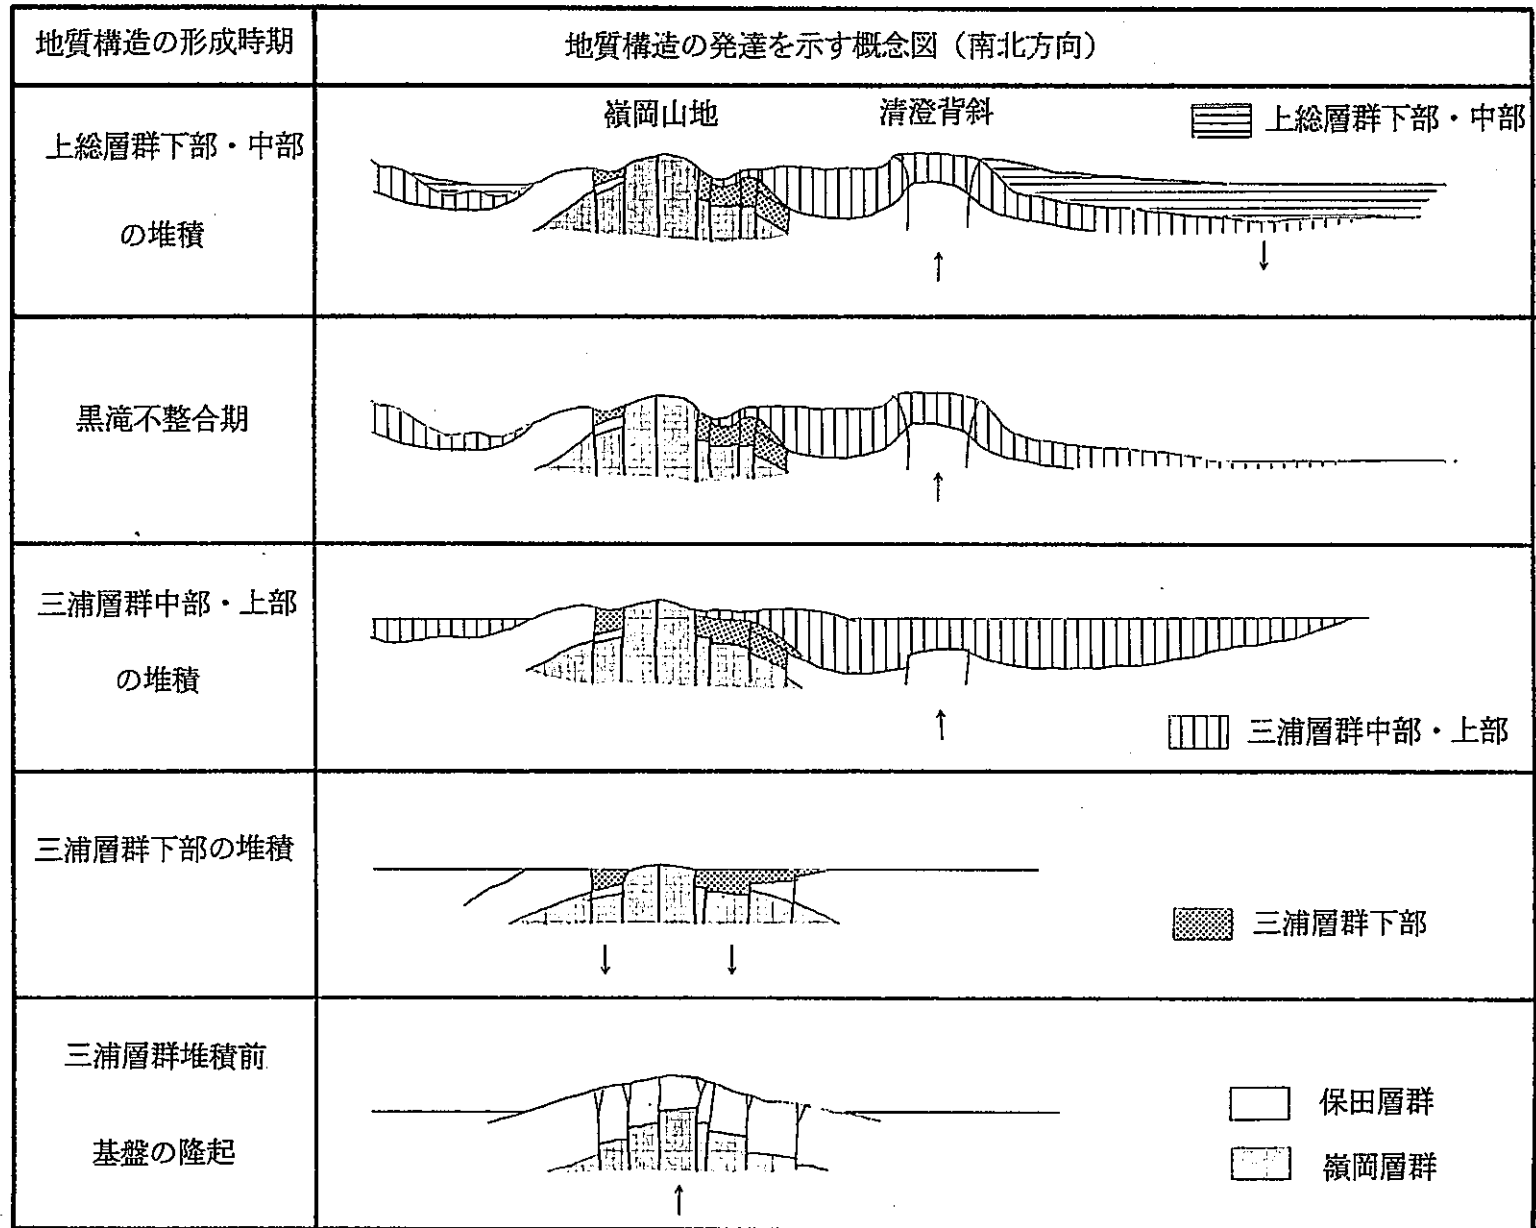 地質構造の形成時期
地質構造の発達を示す概念図（南北方向）
上総層群下部・中部
の堆積
嶺岡山地
清澄背斜
上総層群下部・中部
黒滝不整合期
三浦層群中部・上部
の堆積
三浦層群中部・上部
三浦層群下部の堆積
三浦層群下部
三浦層群堆積前
基盤の隆起
保田層群
嶺岡層群